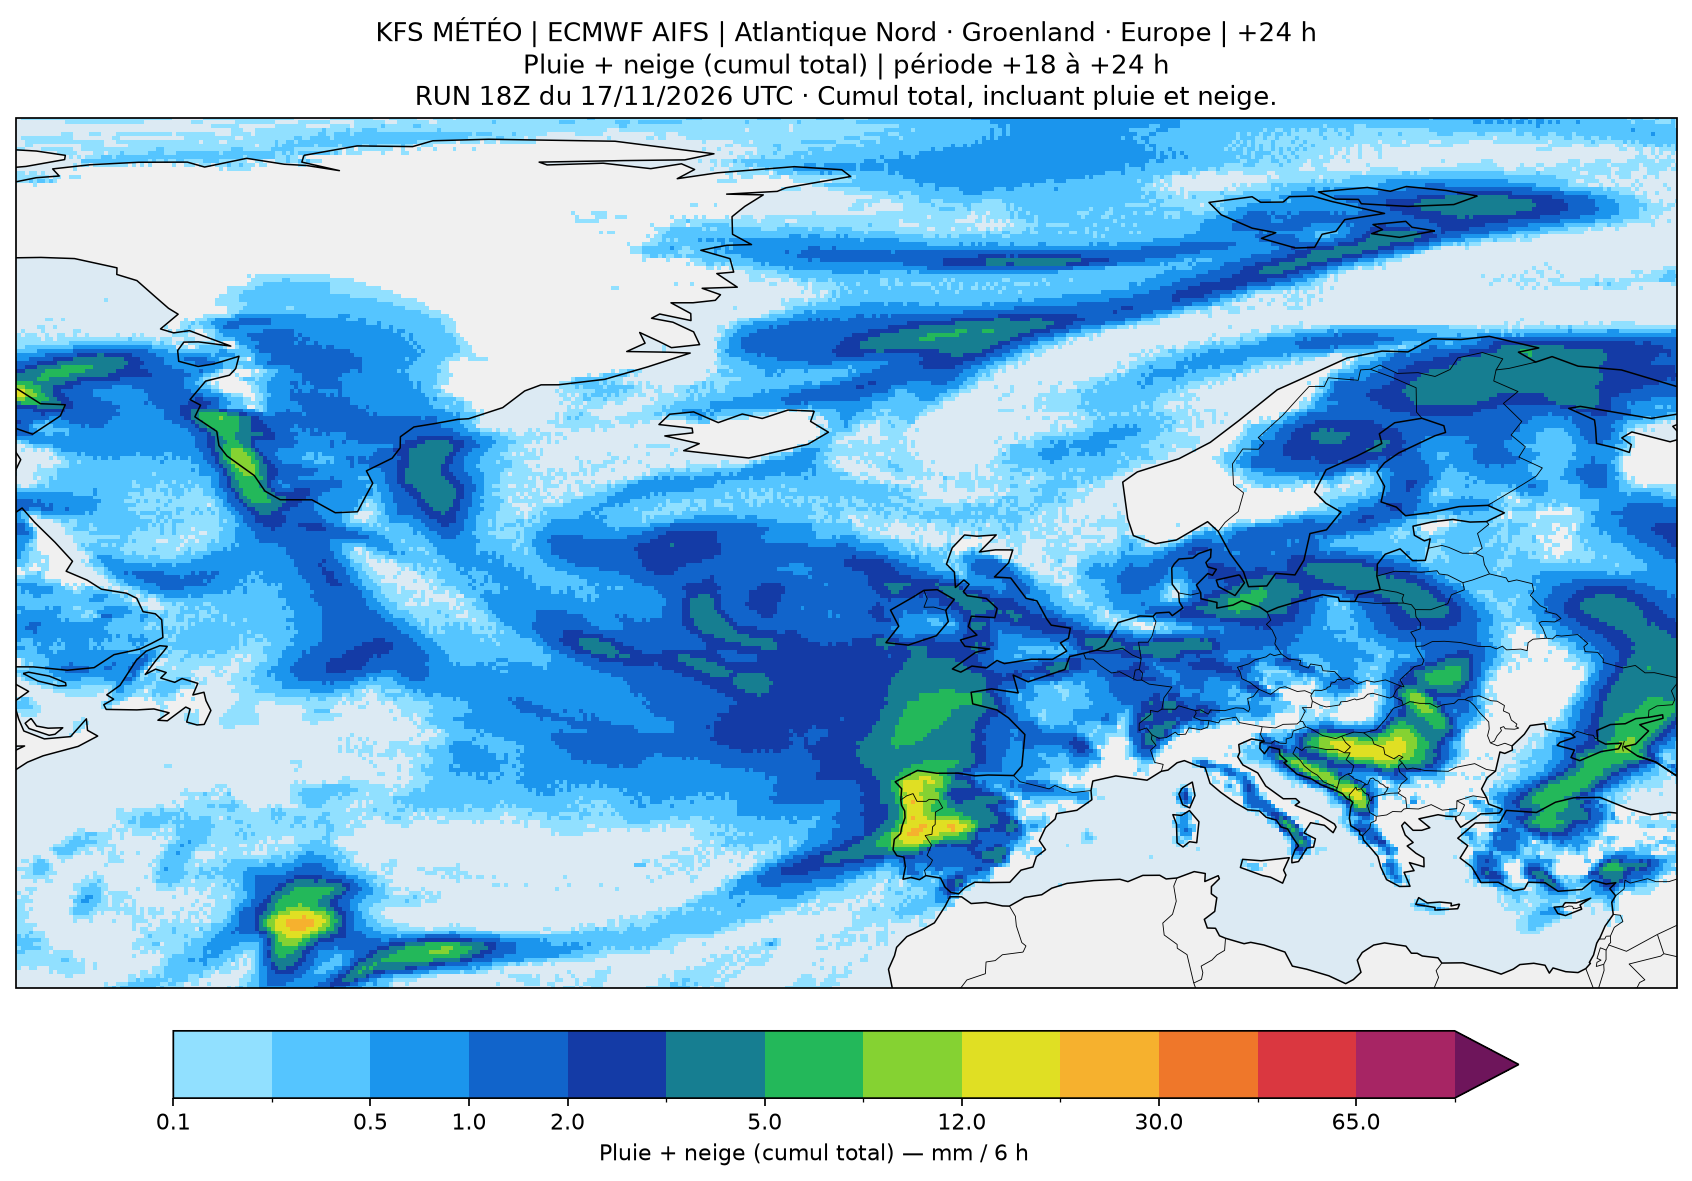 KFS MÉTÉO | ECMWF AIFS | Atlantique Nord · Groenland · Europe | +24 h
Pluie + neige (cumul total) | période +18 à +24 h
RUN 18Z du 17/11/2026 UTC · Cumul total, incluant pluie et neige.
0.1 0.5 1.0 2.0 5.0 12.0 30.0 65.0
Pluie + neige (cumul total) — mm / 6 h